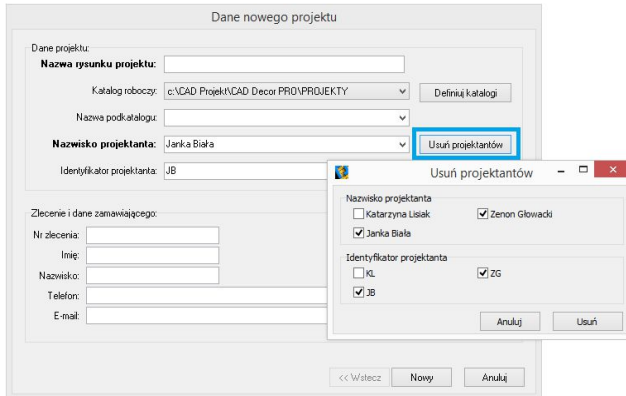 Dane nowego projektu
Dane projektu:
Nazwa rysunku projektu:
Katalog roboczy: c:\CAD Projekt\CAD Decor PRO\PROJEKTY Definiuj katalogi
Nazwa podkatalogu:
Nazwisko projektanta: Janka Biała Usuń projektantów
Identyfikator projektanta: JB
Usuń projektantów
Nazwisko projektanta
Katarzyna Lisiak Zenon Głowacki
Janka Biała
Identyfikator projektanta
KL ZG
JB
Anuluj Usuń
Zlecenie i dane zamawiającego:
Nr zlecenia:
Imię:
Nazwisko:
Telefon:
E-mail:
<< Wstecz Nowy Anuluj